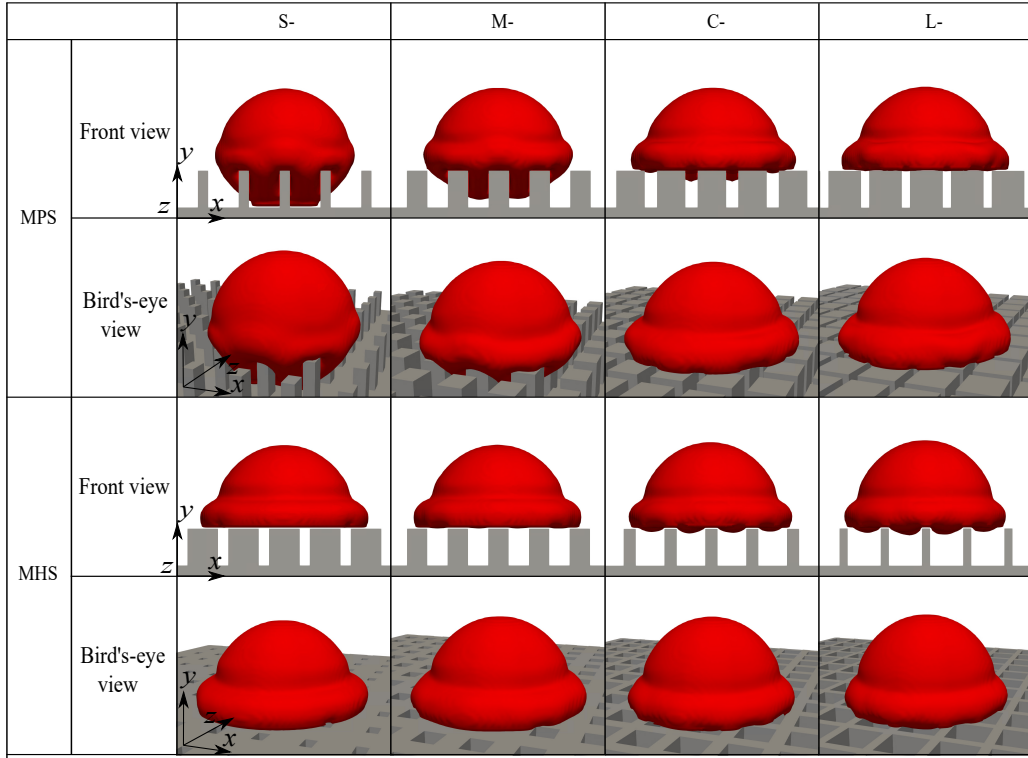 S-
M-
C-
L-
MPS
Front view
y
z
x
Bird's-eye
view
y
z
x
MHS
Front view
y
z
x
Bird's-eye
view
y
z
x